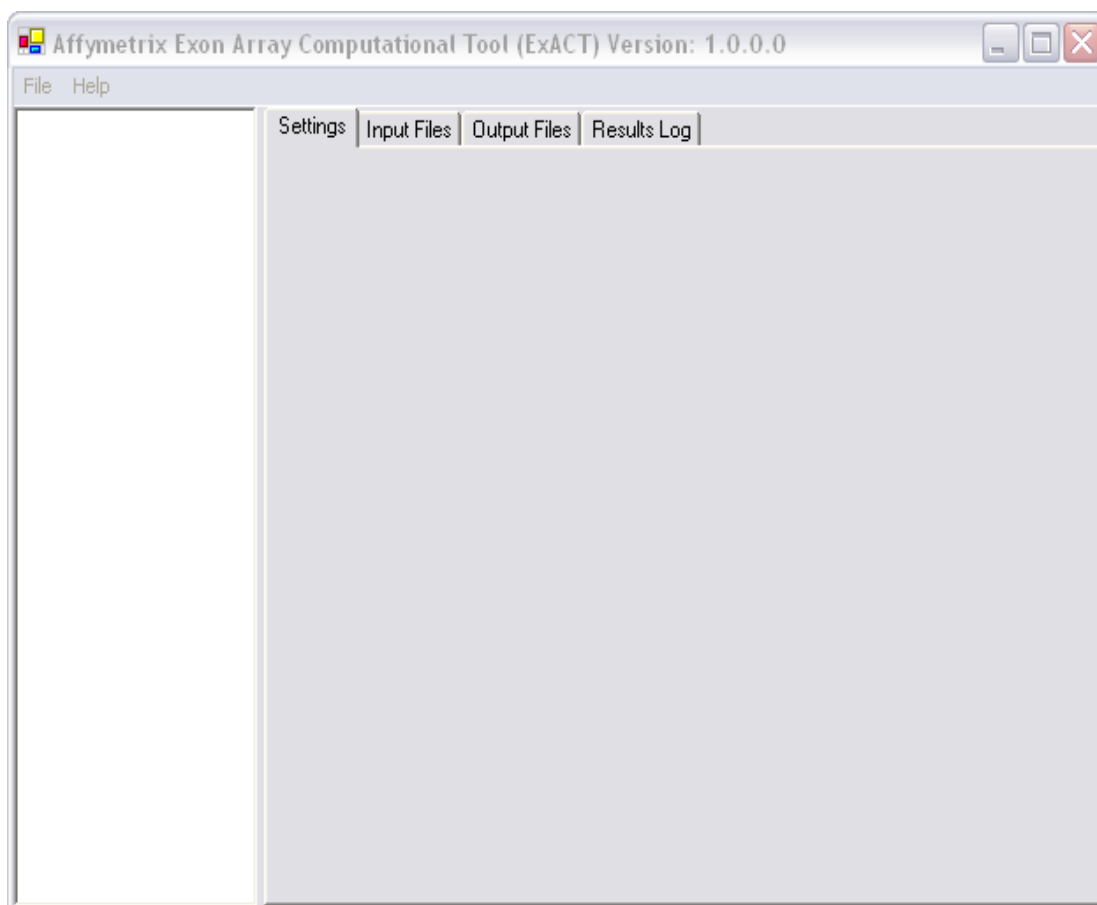 Affymetrix Exon Array Computational Tool (ExACT) Version: 1.0.0.0
File Help
Settings Input Files Output Files Results Log